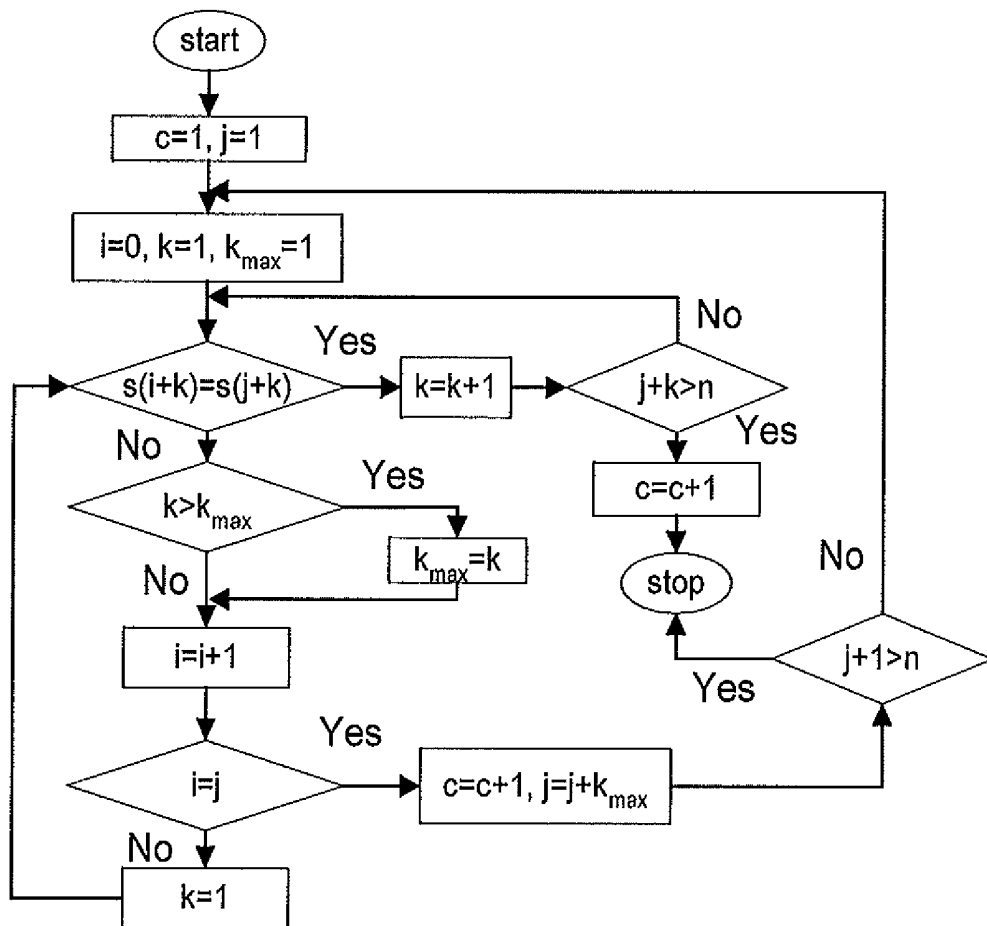 start
c=1, j=1
i=0, k=1, kmax=1
No
Yes
s(i+k)=s(j+k)
k=k+1
j+k>n
No
Yes
Yes
k>kmax
c=c+1
No
kmax=k
No
stop
i=i+1
j+1>n
Yes
Yes
i=j
c=c+1, j=j+kmax
No
k=1